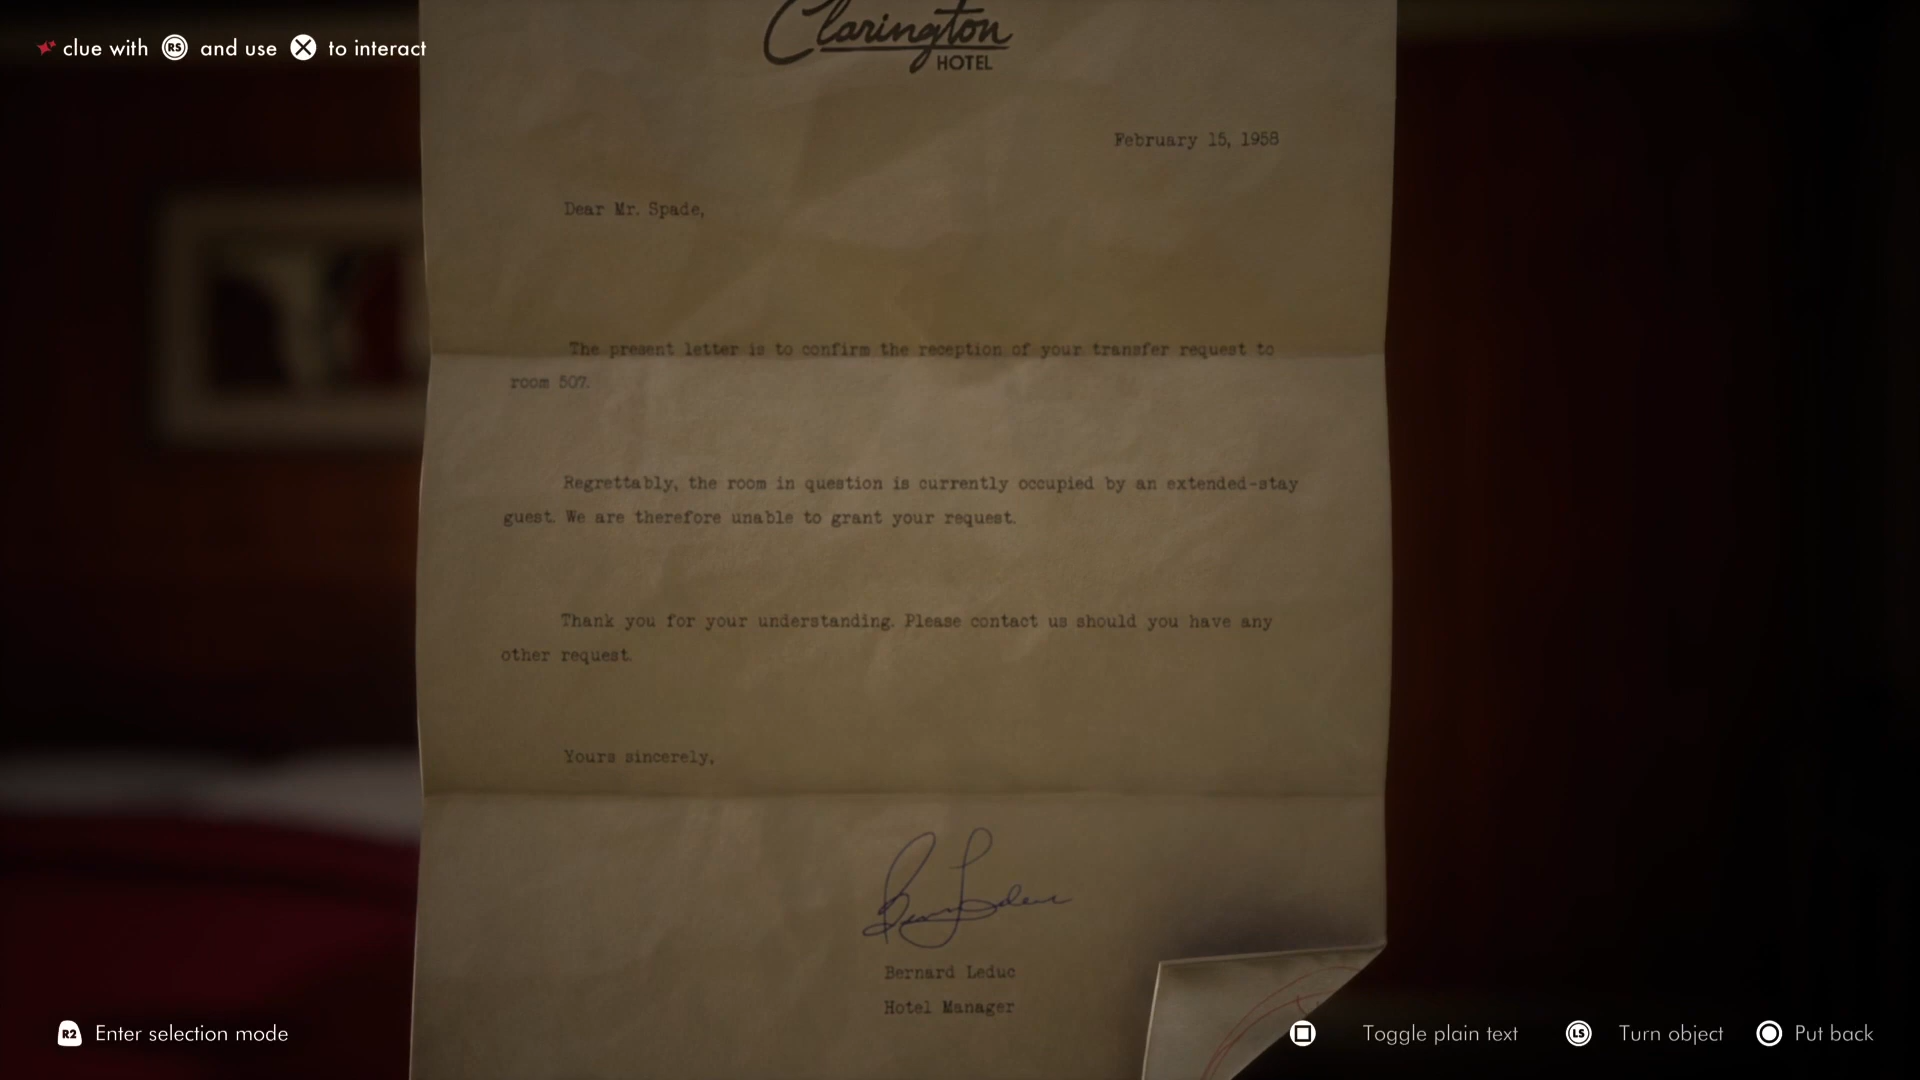 clue with RS and use to interact
Clarington
HOTEL
February 15, 1958
Dear Mr. Spade,
The present letter is to confirm the reception of your transfer request to
room 507.
Regrettably, the room in question is currently occupied by an extended-stay
guest. We are therefore unable to grant your request.
Thank you for your understanding. Please contact us should you have any
other request.
Yours sincerely,
Bernard Leduc
Hotel Manager
R2 Enter selection mode
Toggle plain text LS Turn object Put back